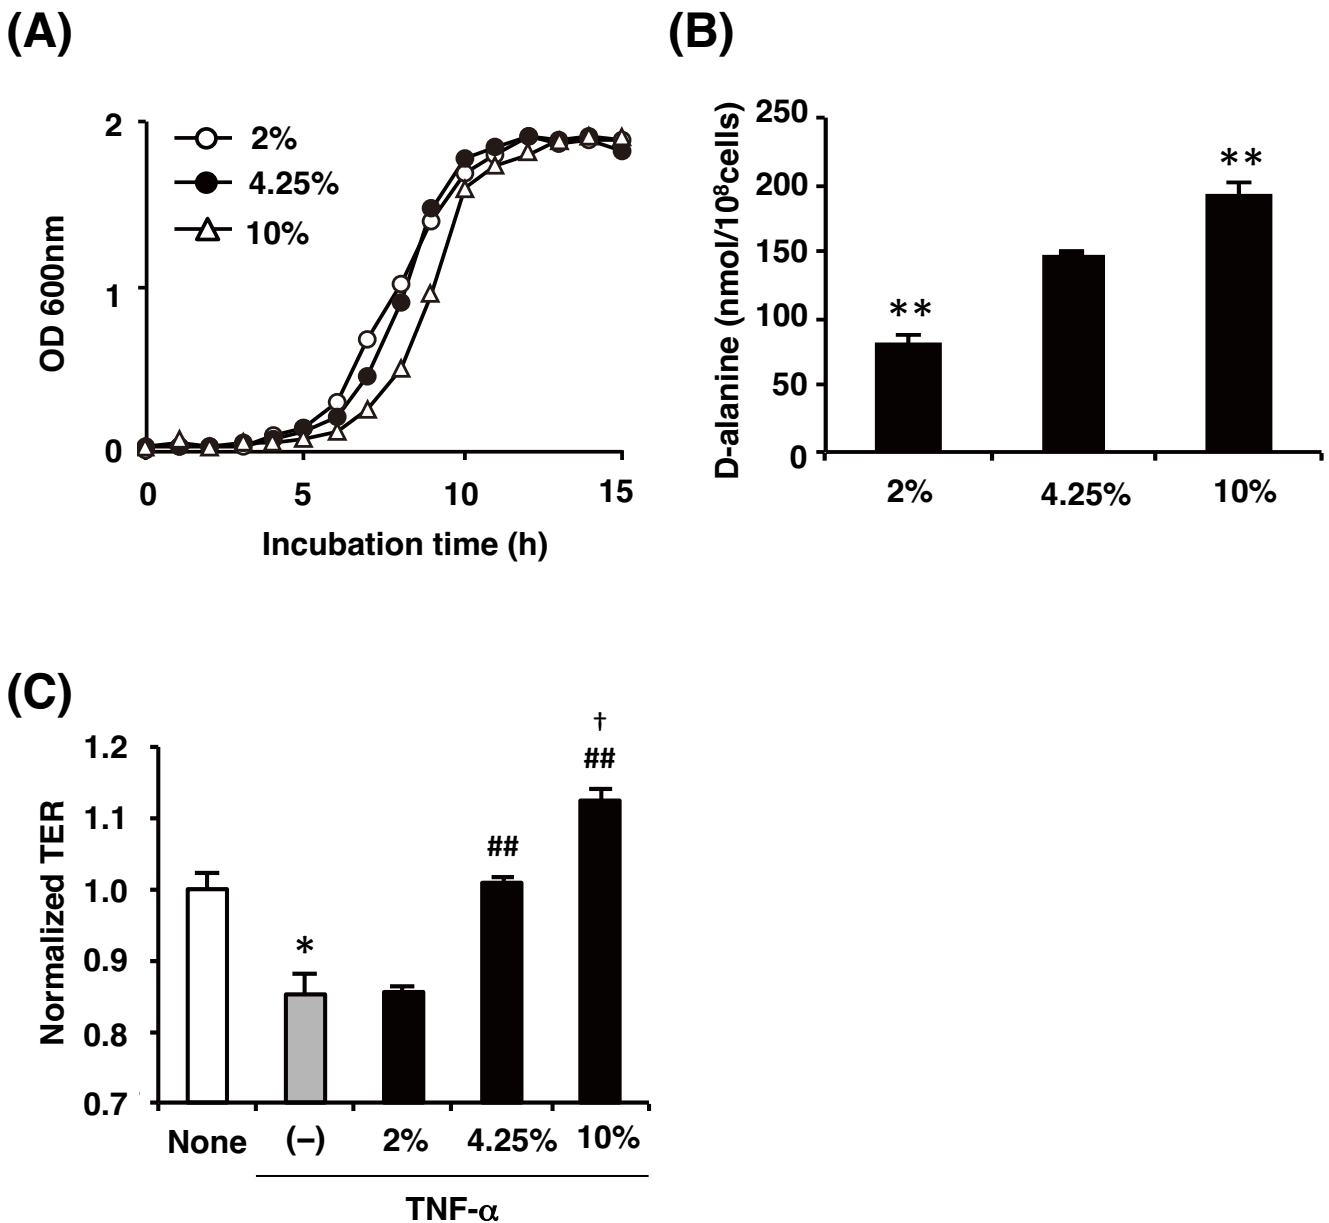 (A)
2
1
0
OD 600nm
2%
4.25%
10%
0 5 10 15
Incubation time (h)
(B)
D-alanine (nmol/10⁸cells)
250
200
150
100
50
0
**
**
2% 4.25% 10%
(C)
Normalized TER
1.2
1.1
1.0
0.9
0.8
0.7
*
##
†
##
None (–) 2% 4.25% 10%
TNF-α